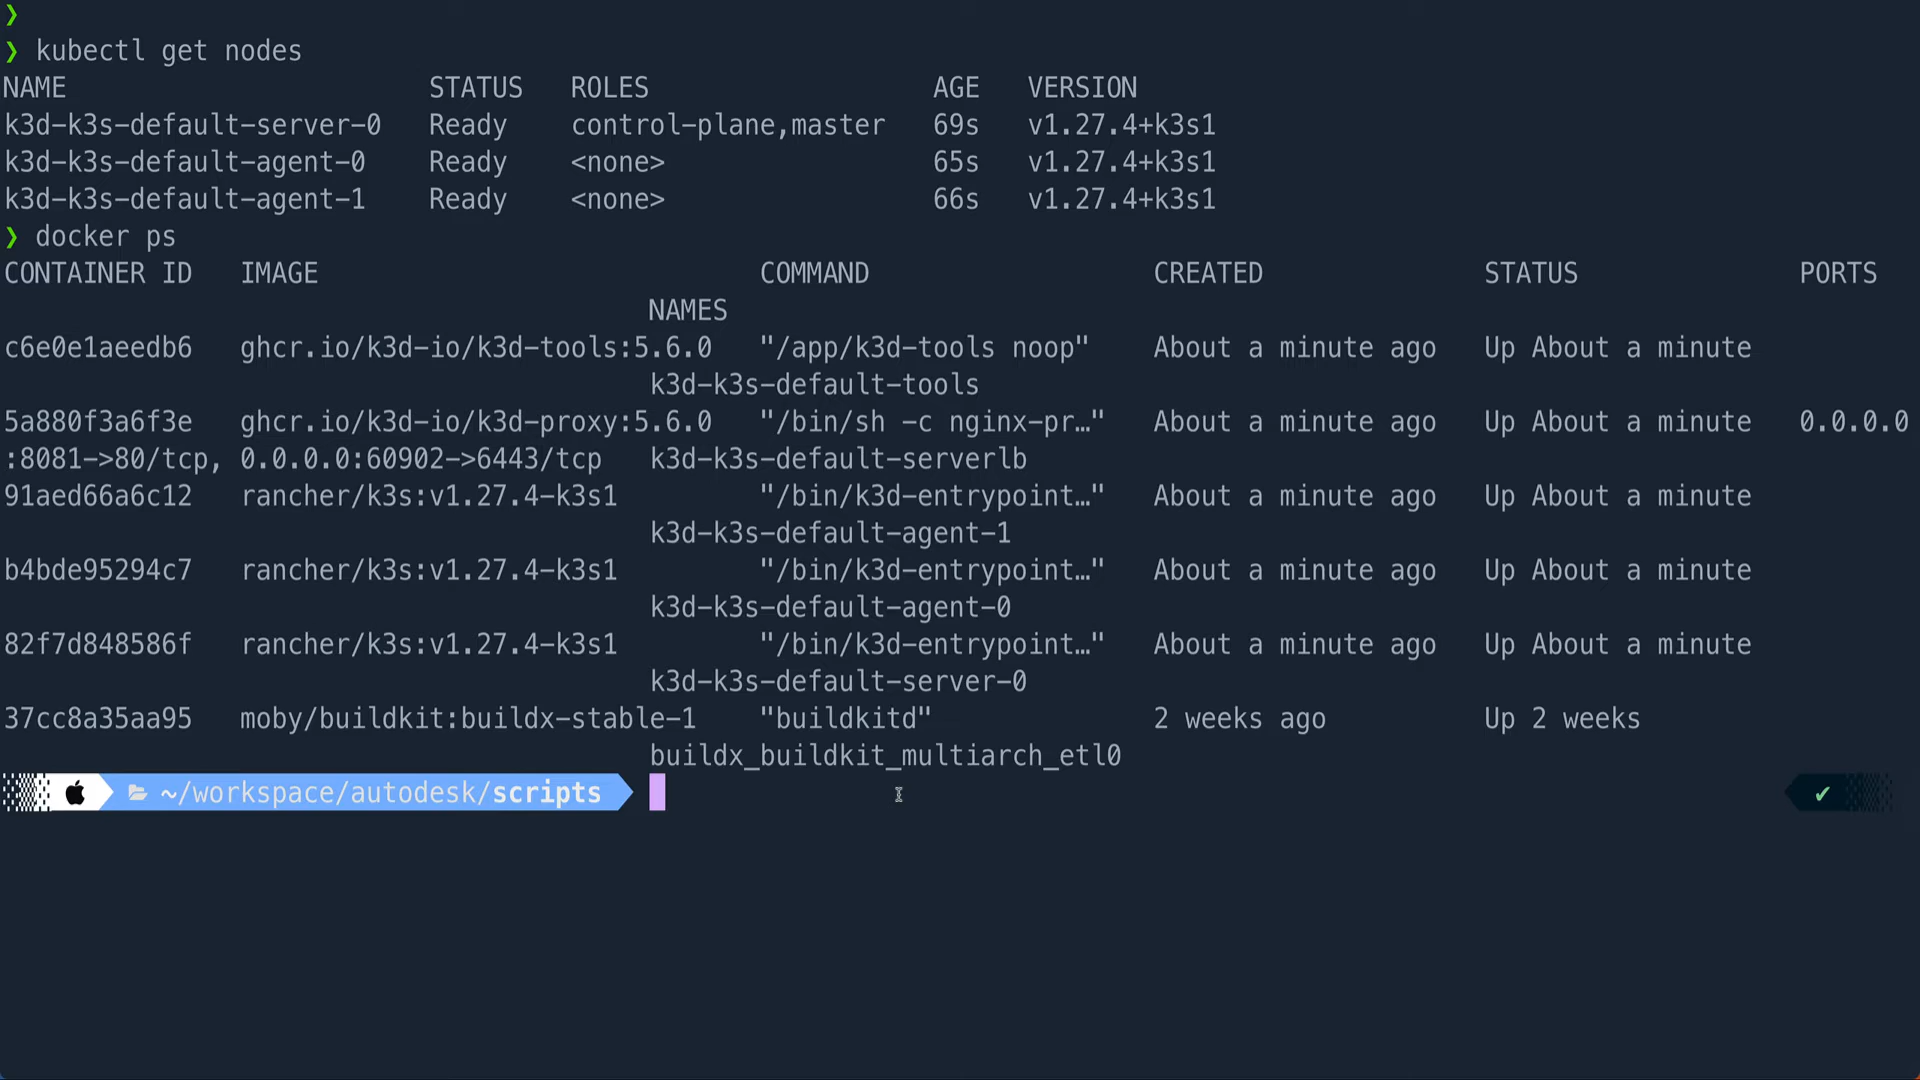 ❯
❯ kubectl get nodes
NAME STATUS ROLES AGE VERSION
k3d-k3s-default-server-0 Ready control-plane,master 69s v1.27.4+k3s1
k3d-k3s-default-agent-0 Ready <none> 65s v1.27.4+k3s1
k3d-k3s-default-agent-1 Ready <none> 66s v1.27.4+k3s1
❯ docker ps
CONTAINER ID IMAGE COMMAND CREATED STATUS PORTS
NAMES
c6e0e1aeedb6 ghcr.io/k3d-io/k3d-tools:5.6.0 "/app/k3d-tools noop" About a minute ago Up About a minute
k3d-k3s-default-tools
5a880f3a6f3e ghcr.io/k3d-io/k3d-proxy:5.6.0 "/bin/sh -c nginx-pr…" About a minute ago Up About a minute 0.0.0.0
:8081->80/tcp, 0.0.0.0:60902->6443/tcp k3d-k3s-default-serverlb
91aed66a6c12 rancher/k3s:v1.27.4-k3s1 "/bin/k3d-entrypoint…" About a minute ago Up About a minute
k3d-k3s-default-agent-1
b4bde95294c7 rancher/k3s:v1.27.4-k3s1 "/bin/k3d-entrypoint…" About a minute ago Up About a minute
k3d-k3s-default-agent-0
82f7d848586f rancher/k3s:v1.27.4-k3s1 "/bin/k3d-entrypoint…" About a minute ago Up About a minute
k3d-k3s-default-server-0
37cc8a35aa95 moby/buildkit:buildx-stable-1 "buildkitd" 2 weeks ago Up 2 weeks
buildx_buildkit_multiarch_etl0
~/workspace/autodesk/scripts ✔